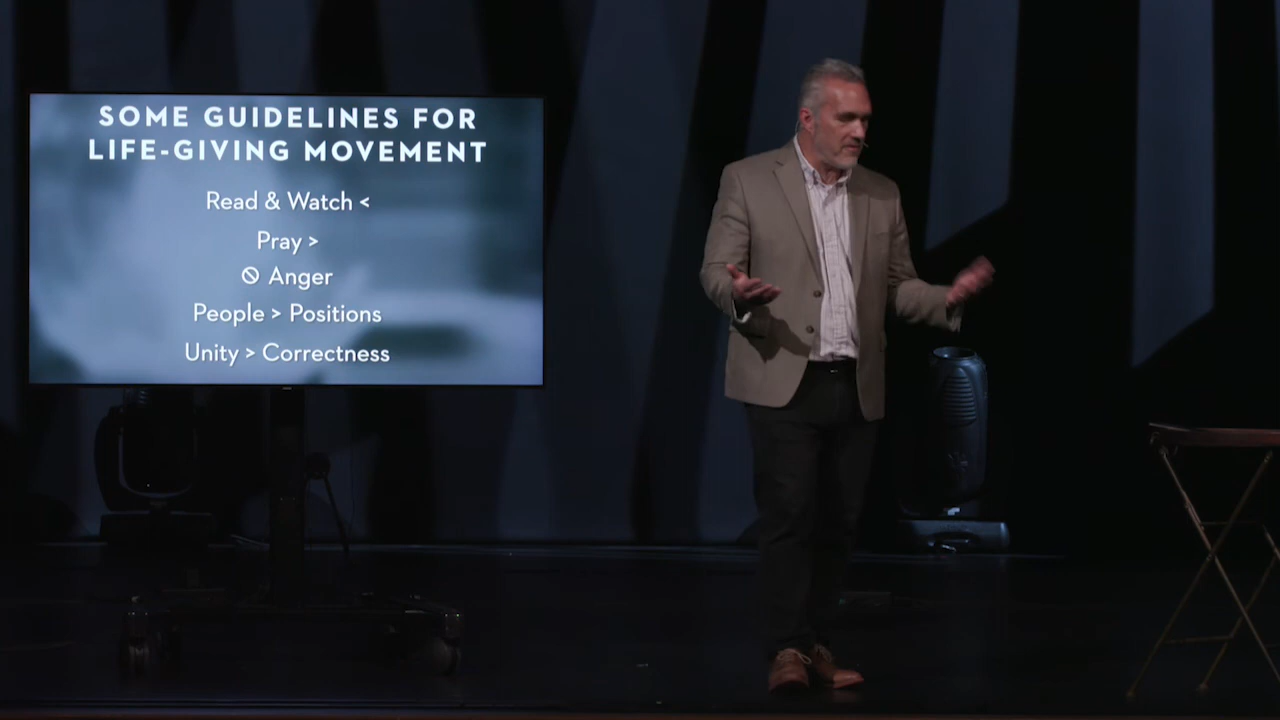 SOME GUIDELINES FOR
LIFE-GIVING MOVEMENT
Read & Watch <
Pray >
🛇 Anger
People > Positions
Unity > Correctness